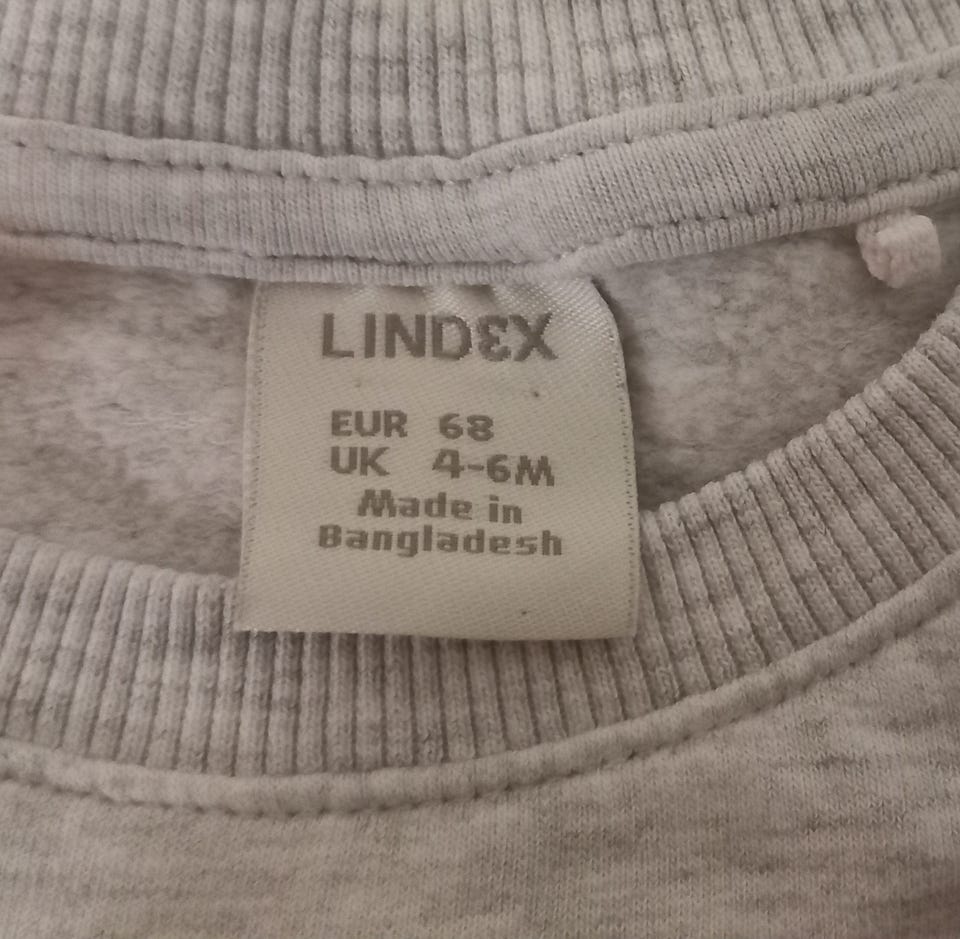 LINDEX
EUR 68
UK 4-6M
Made in
Bangladesh